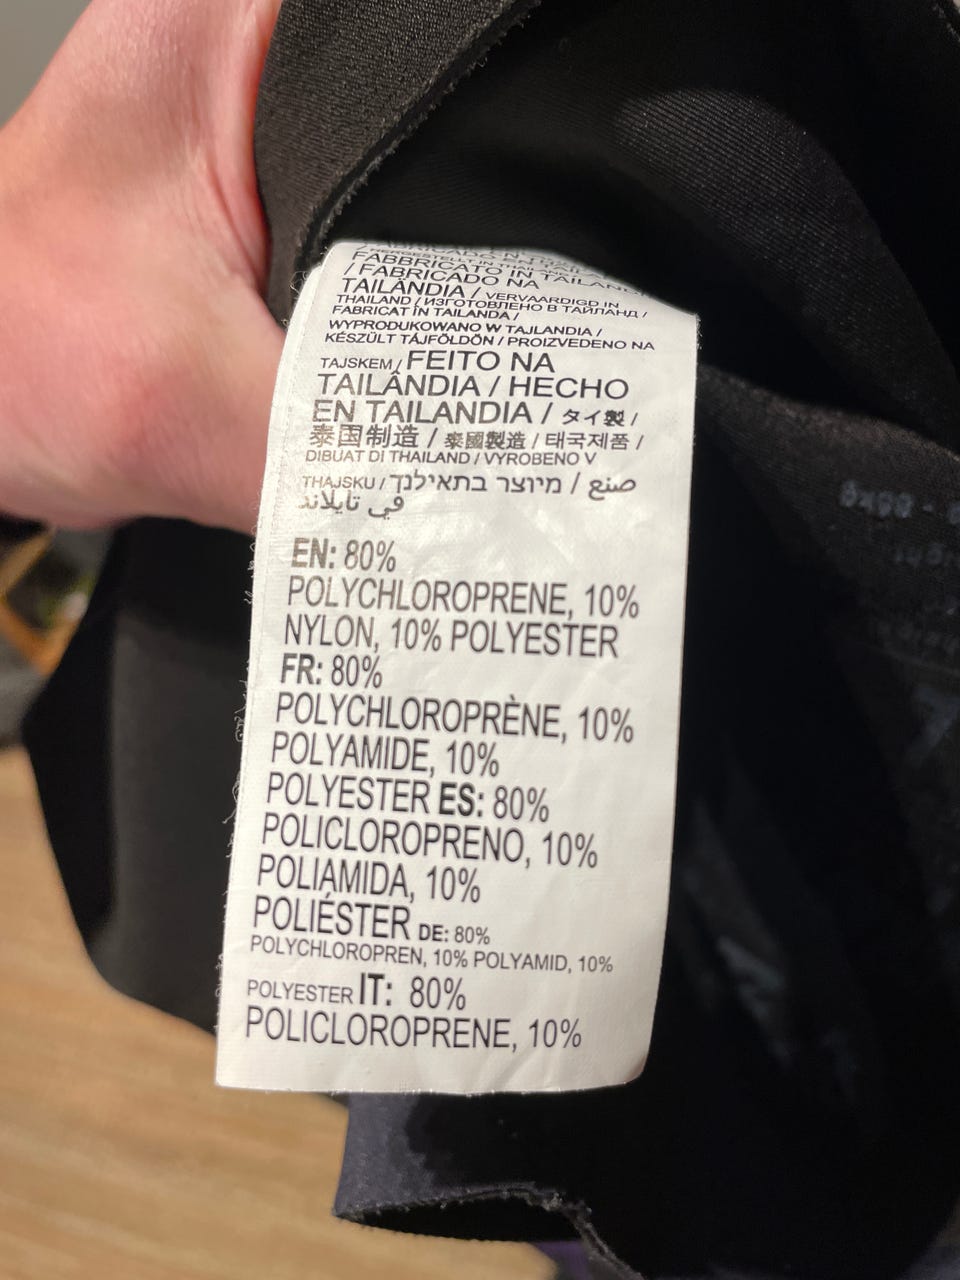 FABBRICATO IN TAILANDIA
/ FABRICADO NA
TAILÂNDIA / VERVAARDIGD IN
THAILAND / ИЗГОТОВЛЕНО В ТАЙЛАНД /
FABRICAT ÎN TAILANDA /
WYPRODUKOWANO W TAJLANDIA /
KÉSZÜLT TÁJFÖLDÖN / PROIZVEDENO NA
TAJSKEM / FEITO NA
TAILÂNDIA / HECHO
EN TAILANDIA / タイ製 /
泰国制造 / 泰國製造 / 태국제품 /
DIBUAT DI THAILAND / VYROBENO V
THAJSKU / מיוצר בתאילנד / صنع
في تايلاند
EN: 80%
POLYCHLOROPRENE, 10%
NYLON, 10% POLYESTER
FR: 80%
POLYCHLOROPRÈNE, 10%
POLYAMIDE, 10%
POLYESTER ES: 80%
POLICLOROPRENO, 10%
POLIAMIDA, 10%
POLIÉSTER DE: 80%
POLYCHLOROPREN, 10% POLYAMID, 10%
POLYESTER IT: 80%
POLICLOROPRENE, 10%